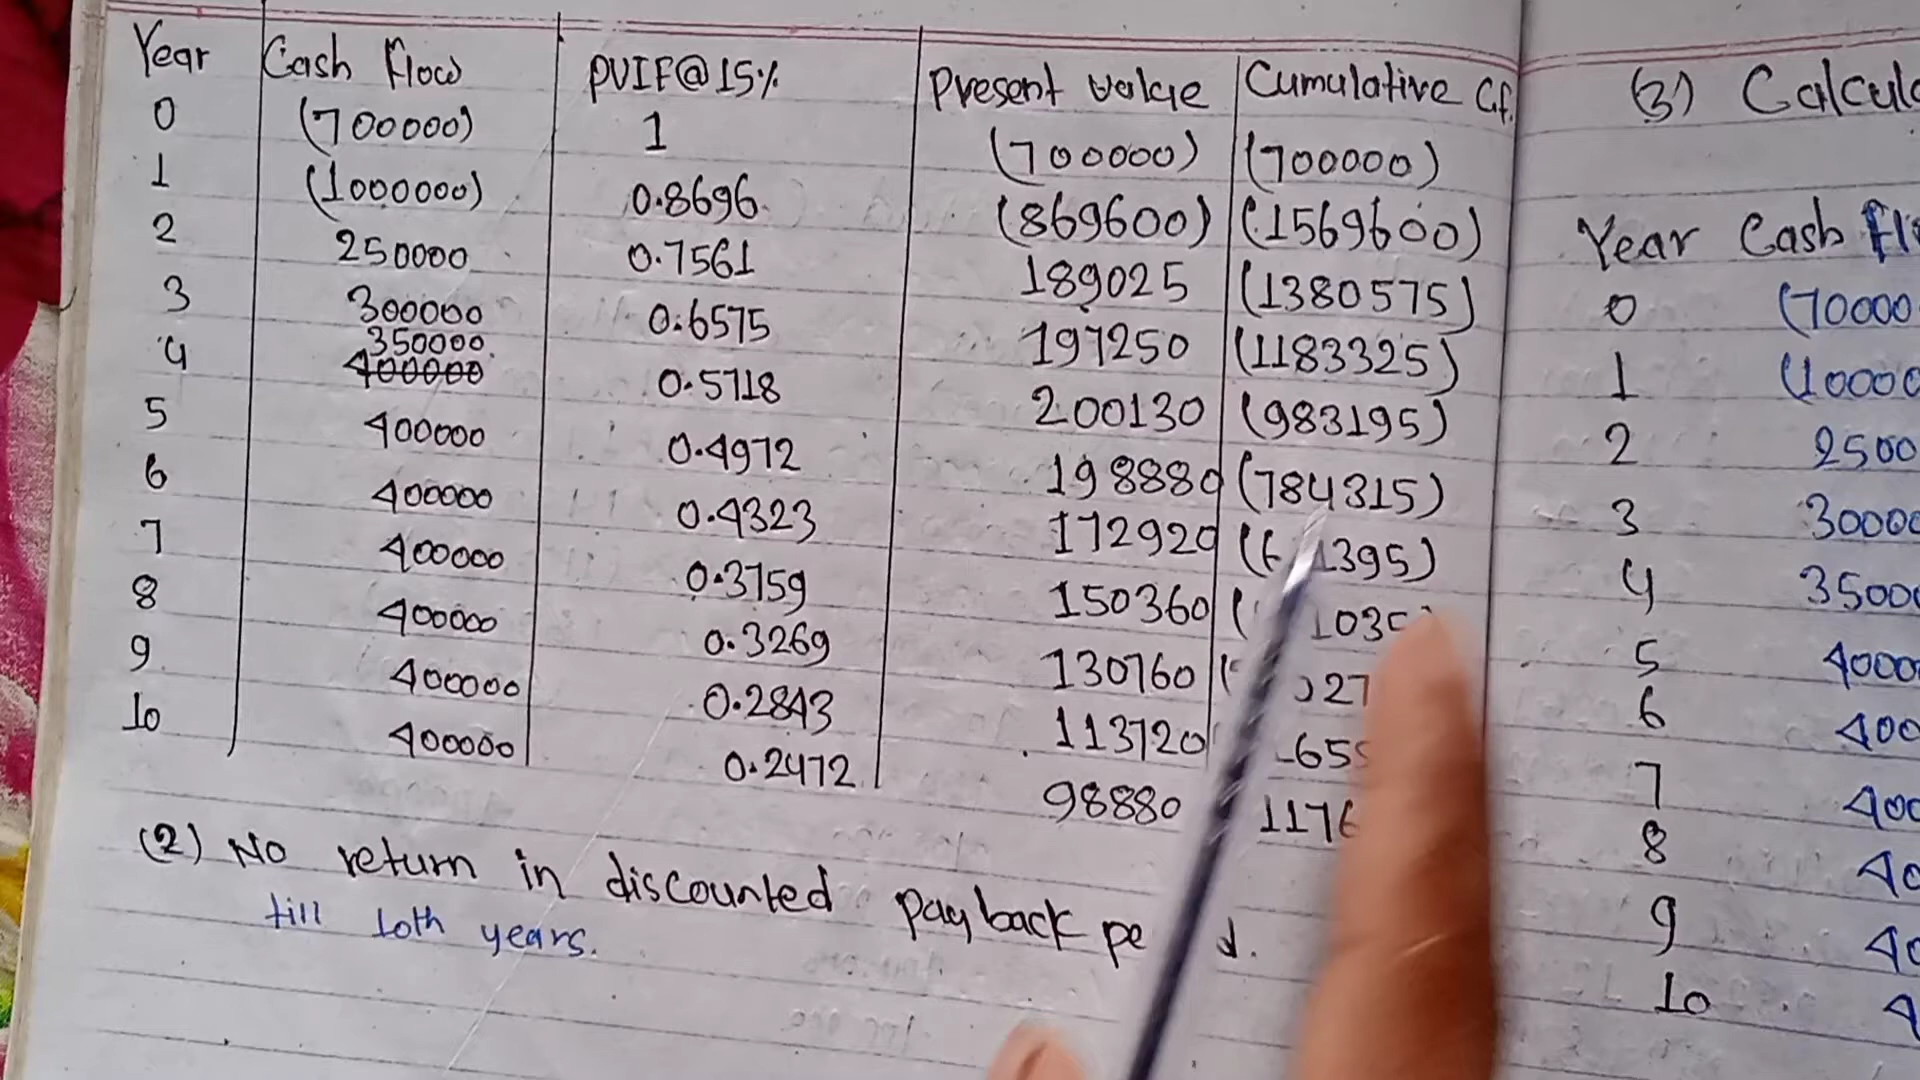 Year Cash flow PVIF@15% Present value Cumulative Cf.
0 (700000) 1 (700000) (700000)
1 (1000000) 0.8696 (869600) (1569600)
2 250000 0.7561 189025 (1380575)
3 300000 0.6575 197250 (1183325)
4 350000 400000 0.5718 200130 (983195)
5 400000 0.4972 198880 (784315)
6 400000 0.4323 172920
7 400000 0.3759 150360
8 400000 0.3269 130760
9 400000 0.2843 113720
10 400000 0.2472 98880
(2) No return in discounted payback
till 10th years.
(3)
Year Cash
0
1
2
3
4
5
6
7
8
9
10